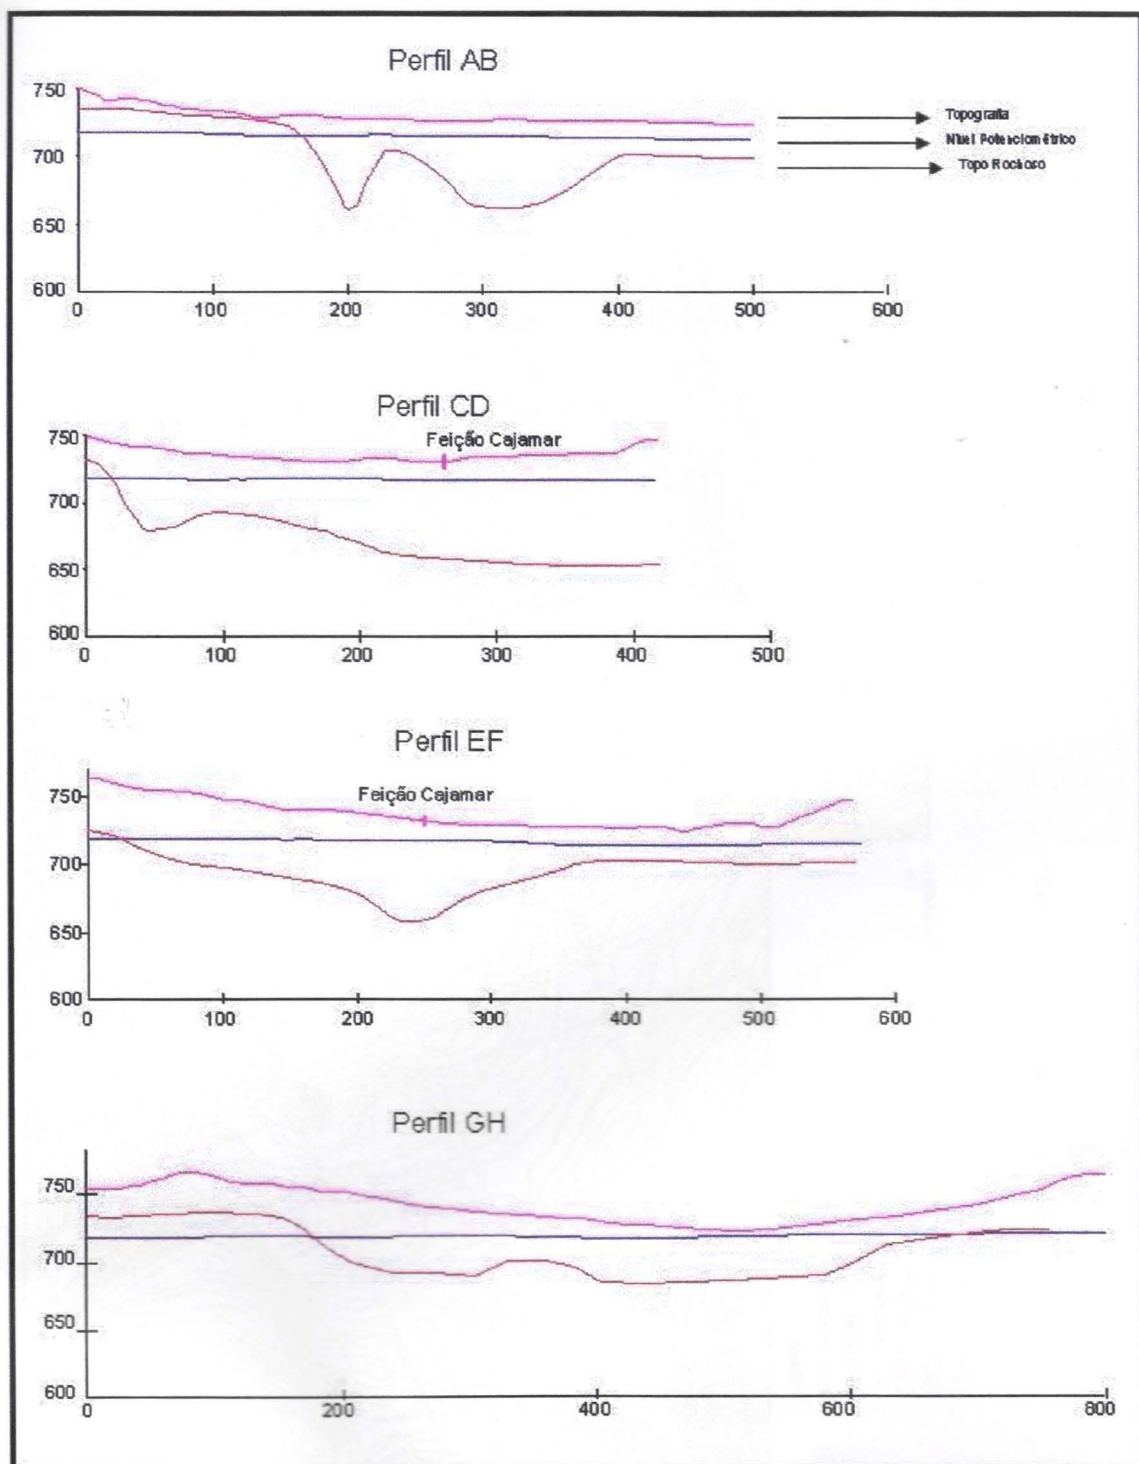 Perfil AB
750
700
650
600
0 100 200 300 400 500 600
Topografia
Nível Potenciométrico
Topo Rochoso
Perfil CD
Feição Cajamar
750
700
650
600
0 100 200 300 400 500
Perfil EF
Feição Cajamar
750
700
650
600
0 100 200 300 400 500 600
Perfil GH
750
700
650
600
0 200 400 600 800